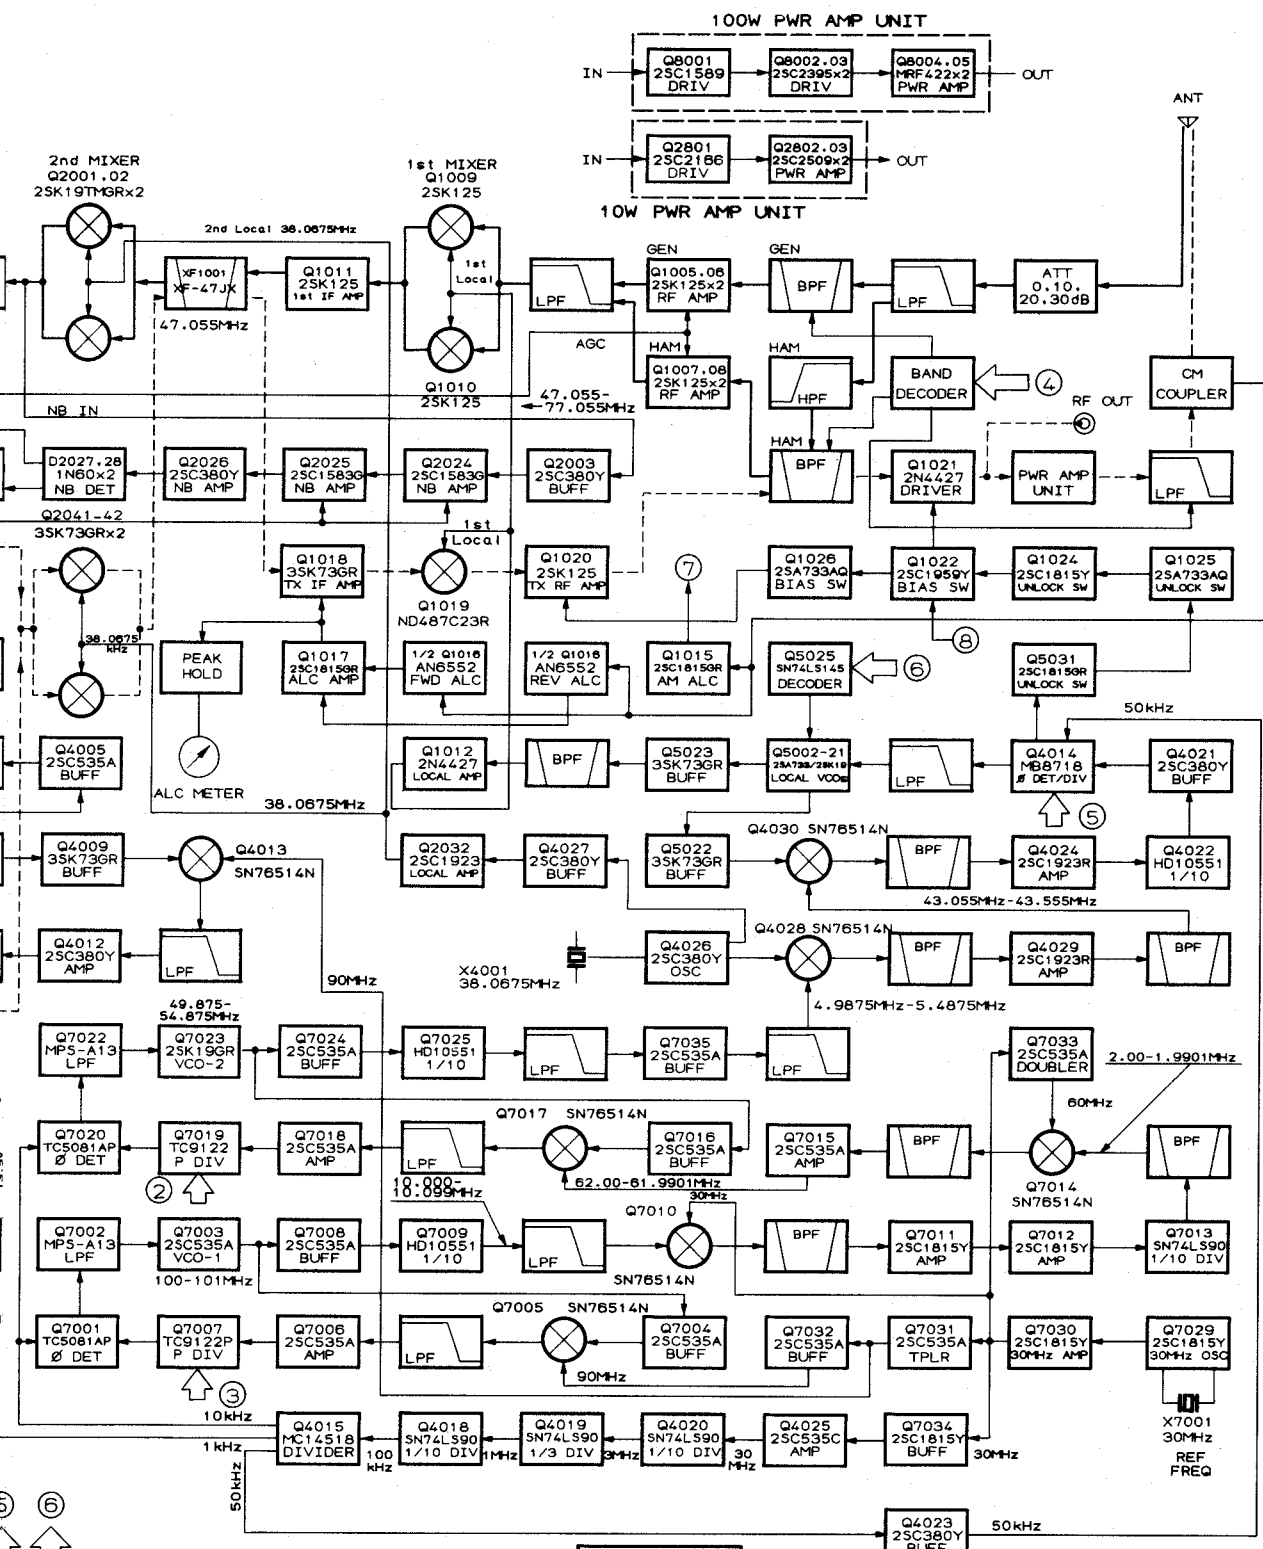 100W PWR AMP UNIT
IN
Q8001
2SC1589
DRIV
Q8002.03
2SC2395x2
DRIV
Q8004.05
MRF422x2
PWR AMP
OUT
ANT
IN
Q2801
2SC2166
DRIV
Q2802.03
2SC2509x2
PWR AMP
OUT
10W PWR AMP UNIT
2nd MIXER
Q2001.02
2SK19TMGRx2
1st MIXER
Q1009
2SK125
2nd Local 38.0675MHz
XF1001
XF-47JX
47.055MHz
Q1011
2SK125
1st IF AMP
1st
Local
LPF
GEN
Q1005.06
2SK125x2
RF AMP
GEN
BPF
LPF
ATT
0.10.
20.30dB
AGC
HAM
Q1007.08
2SK125x2
RF AMP
HAM
HPF
BAND
DECODER
4
CM
COUPLER
Q1010
2SK125
47.055-
77.055MHz
NB IN
RF OUT
D2027.28
1N60x2
NB DET
Q2026
2SC380Y
NB AMP
Q2025
2SC1583G
NB AMP
Q2024
2SC1583G
NB AMP
Q2003
2SC380Y
BUFF
HAM
BPF
Q1021
2N4427
DRIVER
PWR AMP
UNIT
LPF
Q2041-42
3SK73GRx2
38.0675
kHz
Q1018
3SK73GR
TX IF AMP
1st
Local
Q1019
ND487C23R
Q1020
2SK125
TX RF AMP
7
Q1026
2SA733AQ
BIAS SW
Q1022
2SC1959Y
BIAS SW
Q1024
2SC1815Y
UNLOCK SW
Q1025
2SA733AQ
UNLOCK SW
8
PEAK
HOLD
Q1017
2SC1815GR
ALC AMP
1/2 Q1016
AN6552
FWD ALC
1/2 Q1016
AN6552
REV ALC
Q1015
2SC1815GR
AM ALC
Q5025
SN74LS145
DECODER
6
Q5031
2SC1815GR
UNLOCK SW
50kHz
Q4005
2SC535A
BUFF
ALC METER
Q1012
2N4427
LOCAL AMP
BPF
Q5023
3SK73GR
BUFF
Q5002-21
2SA733/2SK19
LOCAL VCOs
LPF
Q4014
MB8718
Ø DET/DIV
Q4021
2SC380Y
BUFF
38.0675MHz
5
Q4009
3SK73GR
BUFF
Q4013
SN76514N
Q2032
2SC1923
LOCAL AMP
Q4027
2SC380Y
BUFF
Q5022
3SK73GR
BUFF
Q4030 SN76514N
BPF
Q4024
2SC1923R
AMP
Q4022
HD10551
1/10
43.055MHz-43.555MHz
Q4012
2SC380Y
AMP
LPF
90MHz
X4001
38.0675MHz
Q4026
2SC380Y
OSC
Q4028 SN76514N
BPF
Q4029
2SC1923R
AMP
BPF
4.9875MHz-5.4875MHz
49.875-
54.875MHz
Q7022
MPS-A13
LPF
Q7023
2SK19GR
VCO-2
Q7024
2SC535A
BUFF
Q7025
HD10551
1/10
LPF
Q7035
2SC535A
BUFF
LPF
Q7033
2SC535A
DOUBLER
2.00-1.9901MHz
60MHz
Q7020
TC5081AP
Ø DET
Q7019
TC9122
P DIV
Q7018
2SC535A
AMP
LPF
Q7017 SN76514N
Q7016
2SC535A
BUFF
Q7015
2SC535A
AMP
BPF
Q7014
SN76514N
BPF
2
10.000-
10.099MHz
62.00-61.9901MHz
30MHz
Q7002
MPS-A13
LPF
Q7003
2SC535A
VCO-1
100-101MHz
Q7008
2SC535A
BUFF
Q7009
HD10551
1/10
LPF
Q7010
SN76514N
BPF
Q7011
2SC1815Y
AMP
Q7012
2SC1815Y
AMP
Q7013
SN74LS90
1/10 DIV
Q7001
TC5081AP
Ø DET
Q7007
TC9122P
P DIV
Q7006
2SC535A
AMP
LPF
Q7005 SN76514N
90MHz
Q7004
2SC535A
BUFF
Q7032
2SC535A
BUFF
Q7031
2SC535A
TPLR
Q7030
2SC1815Y
30MHz AMP
Q7029
2SC1815Y
30MHz OSC
3
X7001
30MHz
REF
FREQ
10kHz
1kHz
50kHz
Q4015
MC14518
DIVIDER
100
kHz
Q4018
SN74LS90
1/10 DIV
1MHz
Q4019
SN74LS90
1/3 DIV
3MHz
Q4020
SN74LS90
1/10 DIV
30
MHz
Q4025
2SC535C
AMP
Q7034
2SC1815Y
BUFF
30MHz
6
Q4023
2SC380Y
BUFF
50kHz